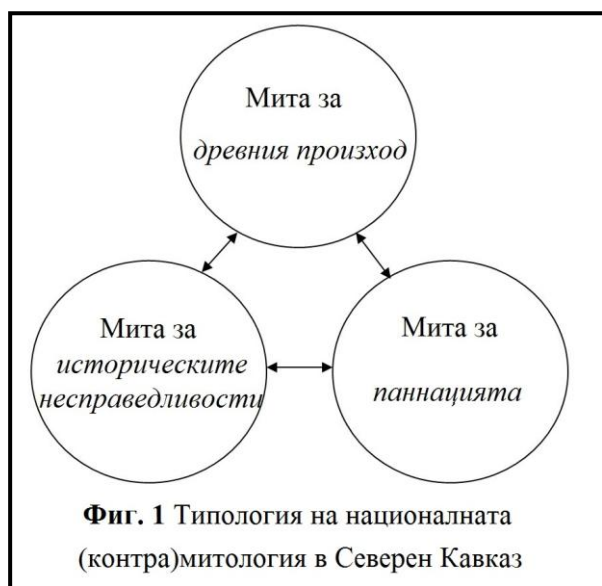 Мита за
древния произход
Мита за
историческите
несправедливости
Мита за
паннацията
Фиг. 1 Типология на националната
(контра)митология в Северен Кавказ